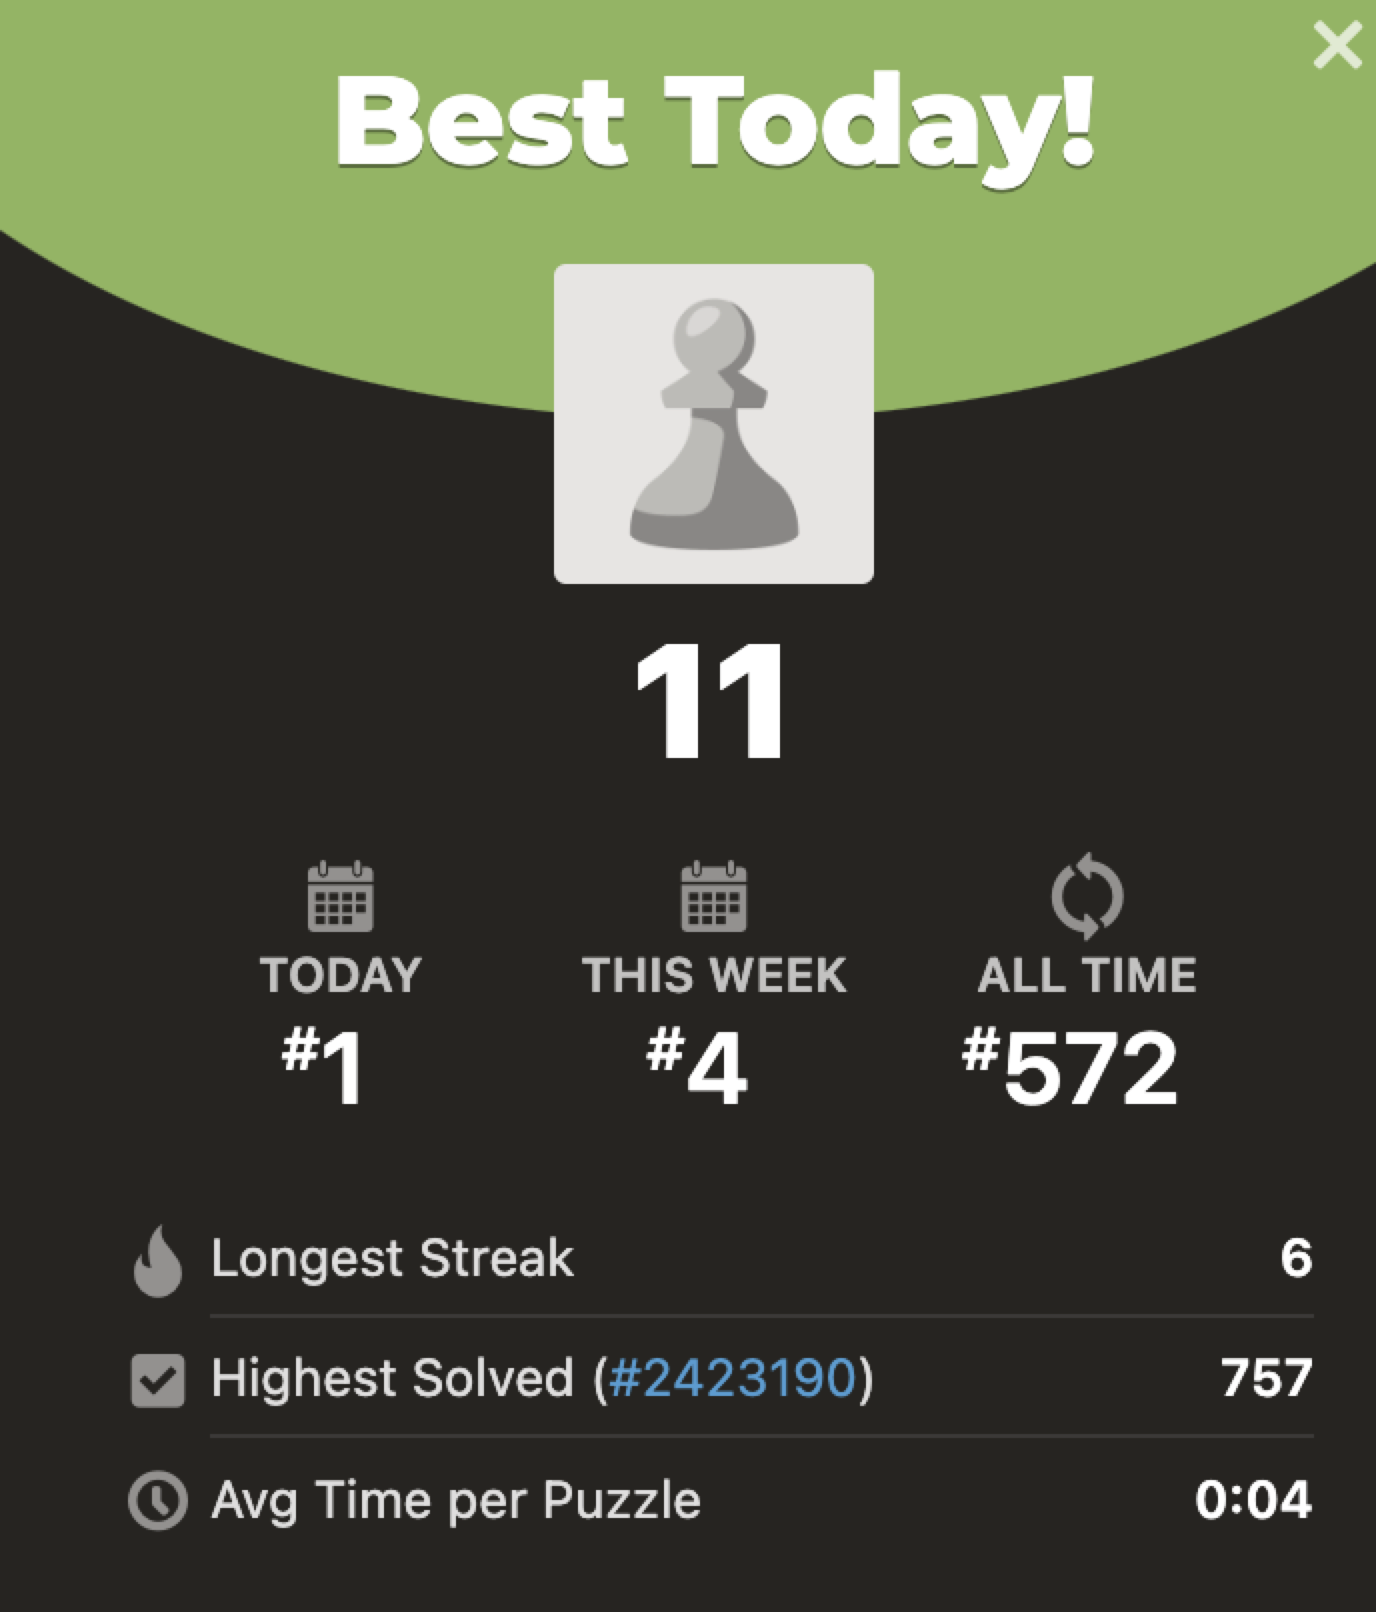 Best Today!
11
TODAY THIS WEEK ALL TIME
#1 #4 #572
Longest Streak 6
Highest Solved (#2423190) 757
Avg Time per Puzzle 0:04